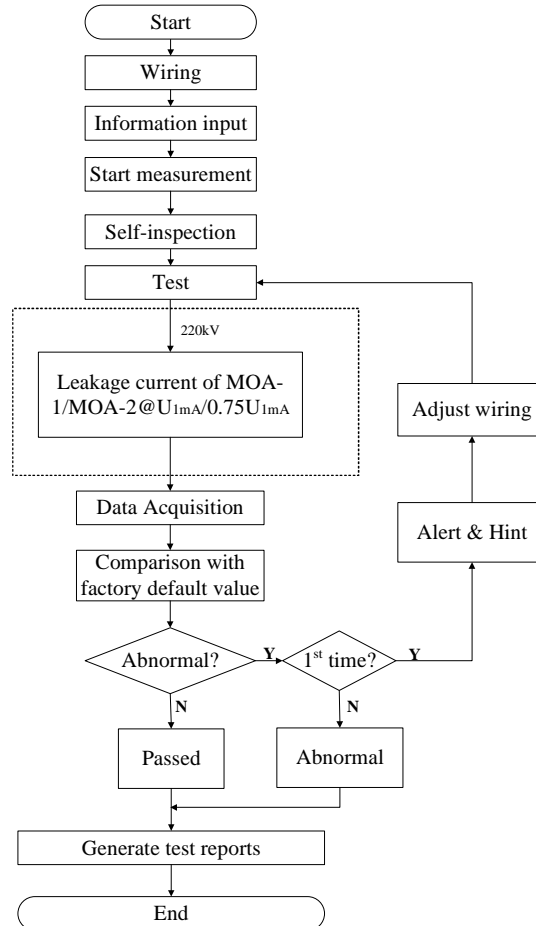 Start
Wiring
Information input
Start measurement
Self-inspection
Test
220kV
Leakage current of MOA-
1/MOA-2@U1mA/0.75U1mA
Adjust wiring
Data Acquisition
Alert & Hint
Comparison with
factory default value
Abnormal?
Y
1st time?
Y
N
N
Passed
Abnormal
Generate test reports
End